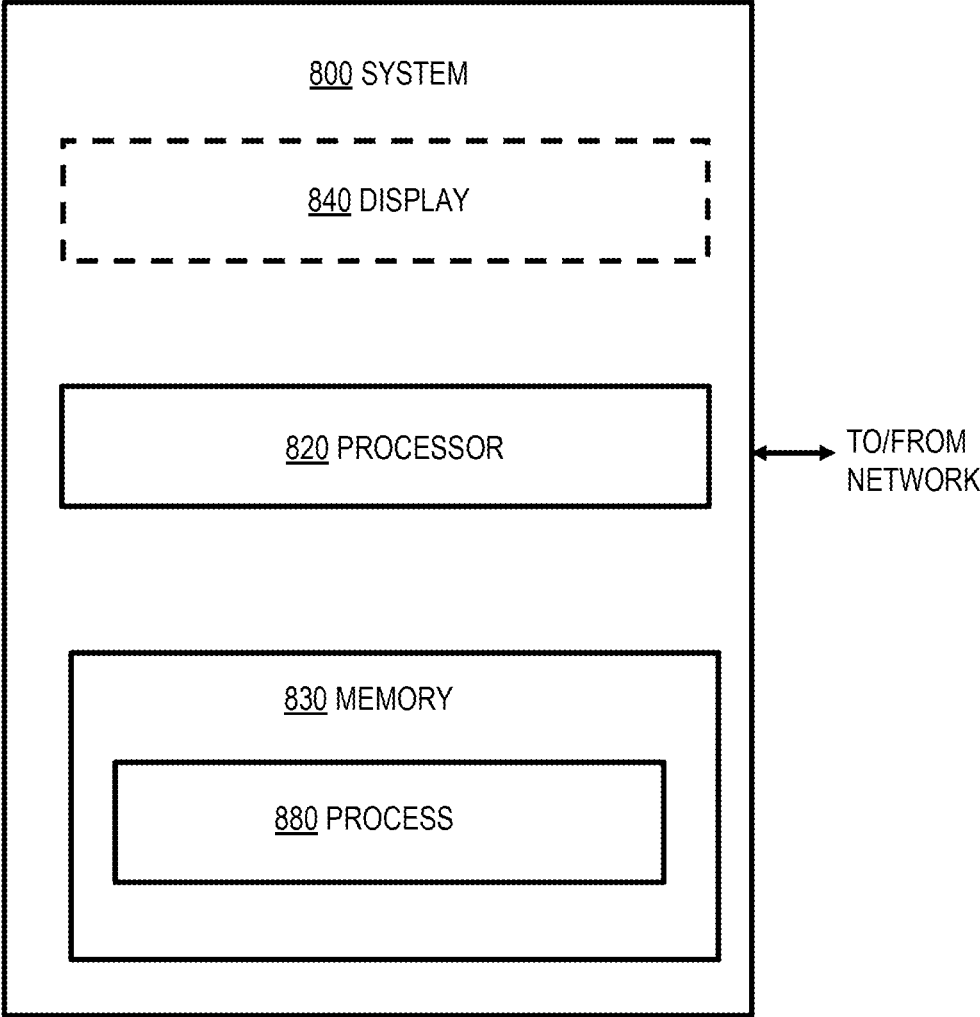 800 SYSTEM
840 DISPLAY
820 PROCESSOR
TO/FROM
NETWORK
830 MEMORY
880 PROCESS